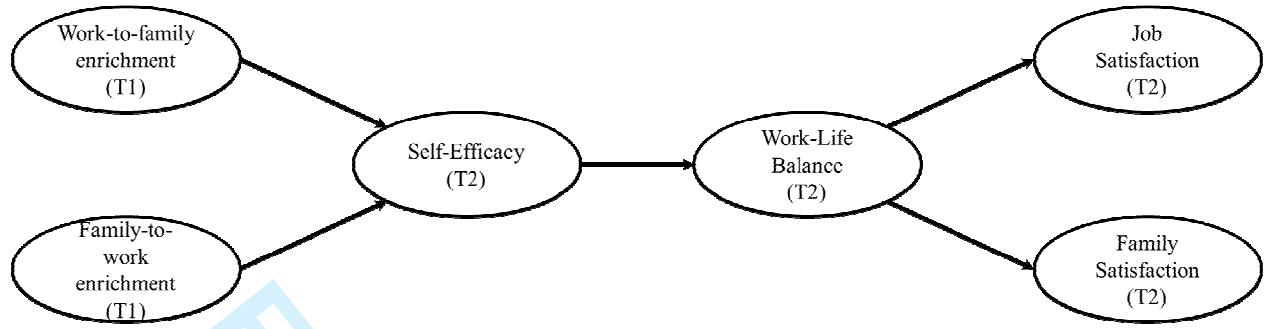 Work-to-family
enrichment
(T1)
Family-to-
work
enrichment
(T1)
Self-Efficacy
(T2)
Work-Life
Balance
(T2)
Job
Satisfaction
(T2)
Family
Satisfaction
(T2)